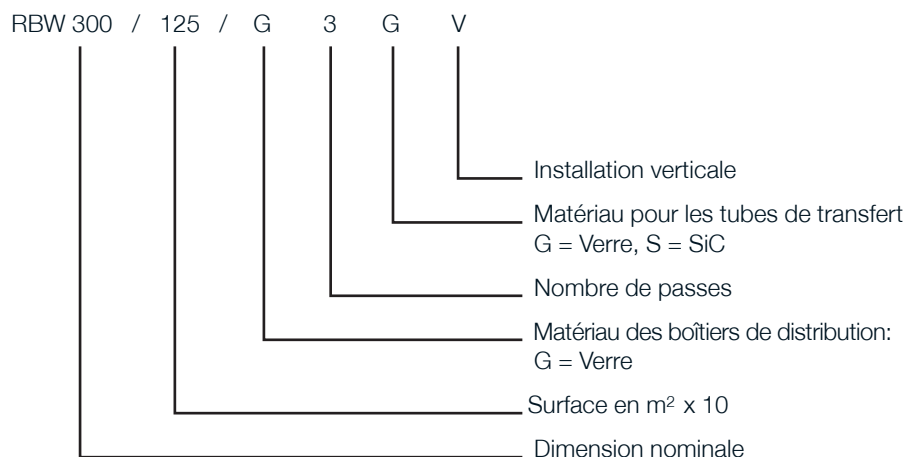 RBW 300 / 125 / G 3 G V
Installation verticale
Matériau pour les tubes de transfert
G = Verre, S = SiC
Nombre de passes
Matériau des boîtiers de distribution:
G = Verre
Surface en m² x 10
Dimension nominale